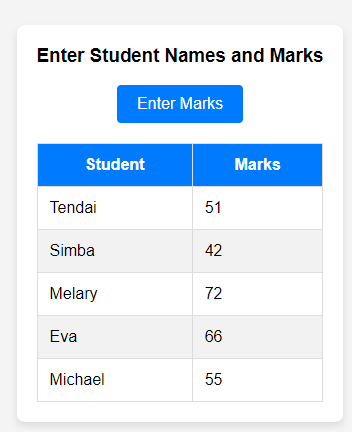 Enter Student Names and Marks
Enter Marks
Student Marks
Tendai 51
Simba 42
Melary 72
Eva 66
Michael 55